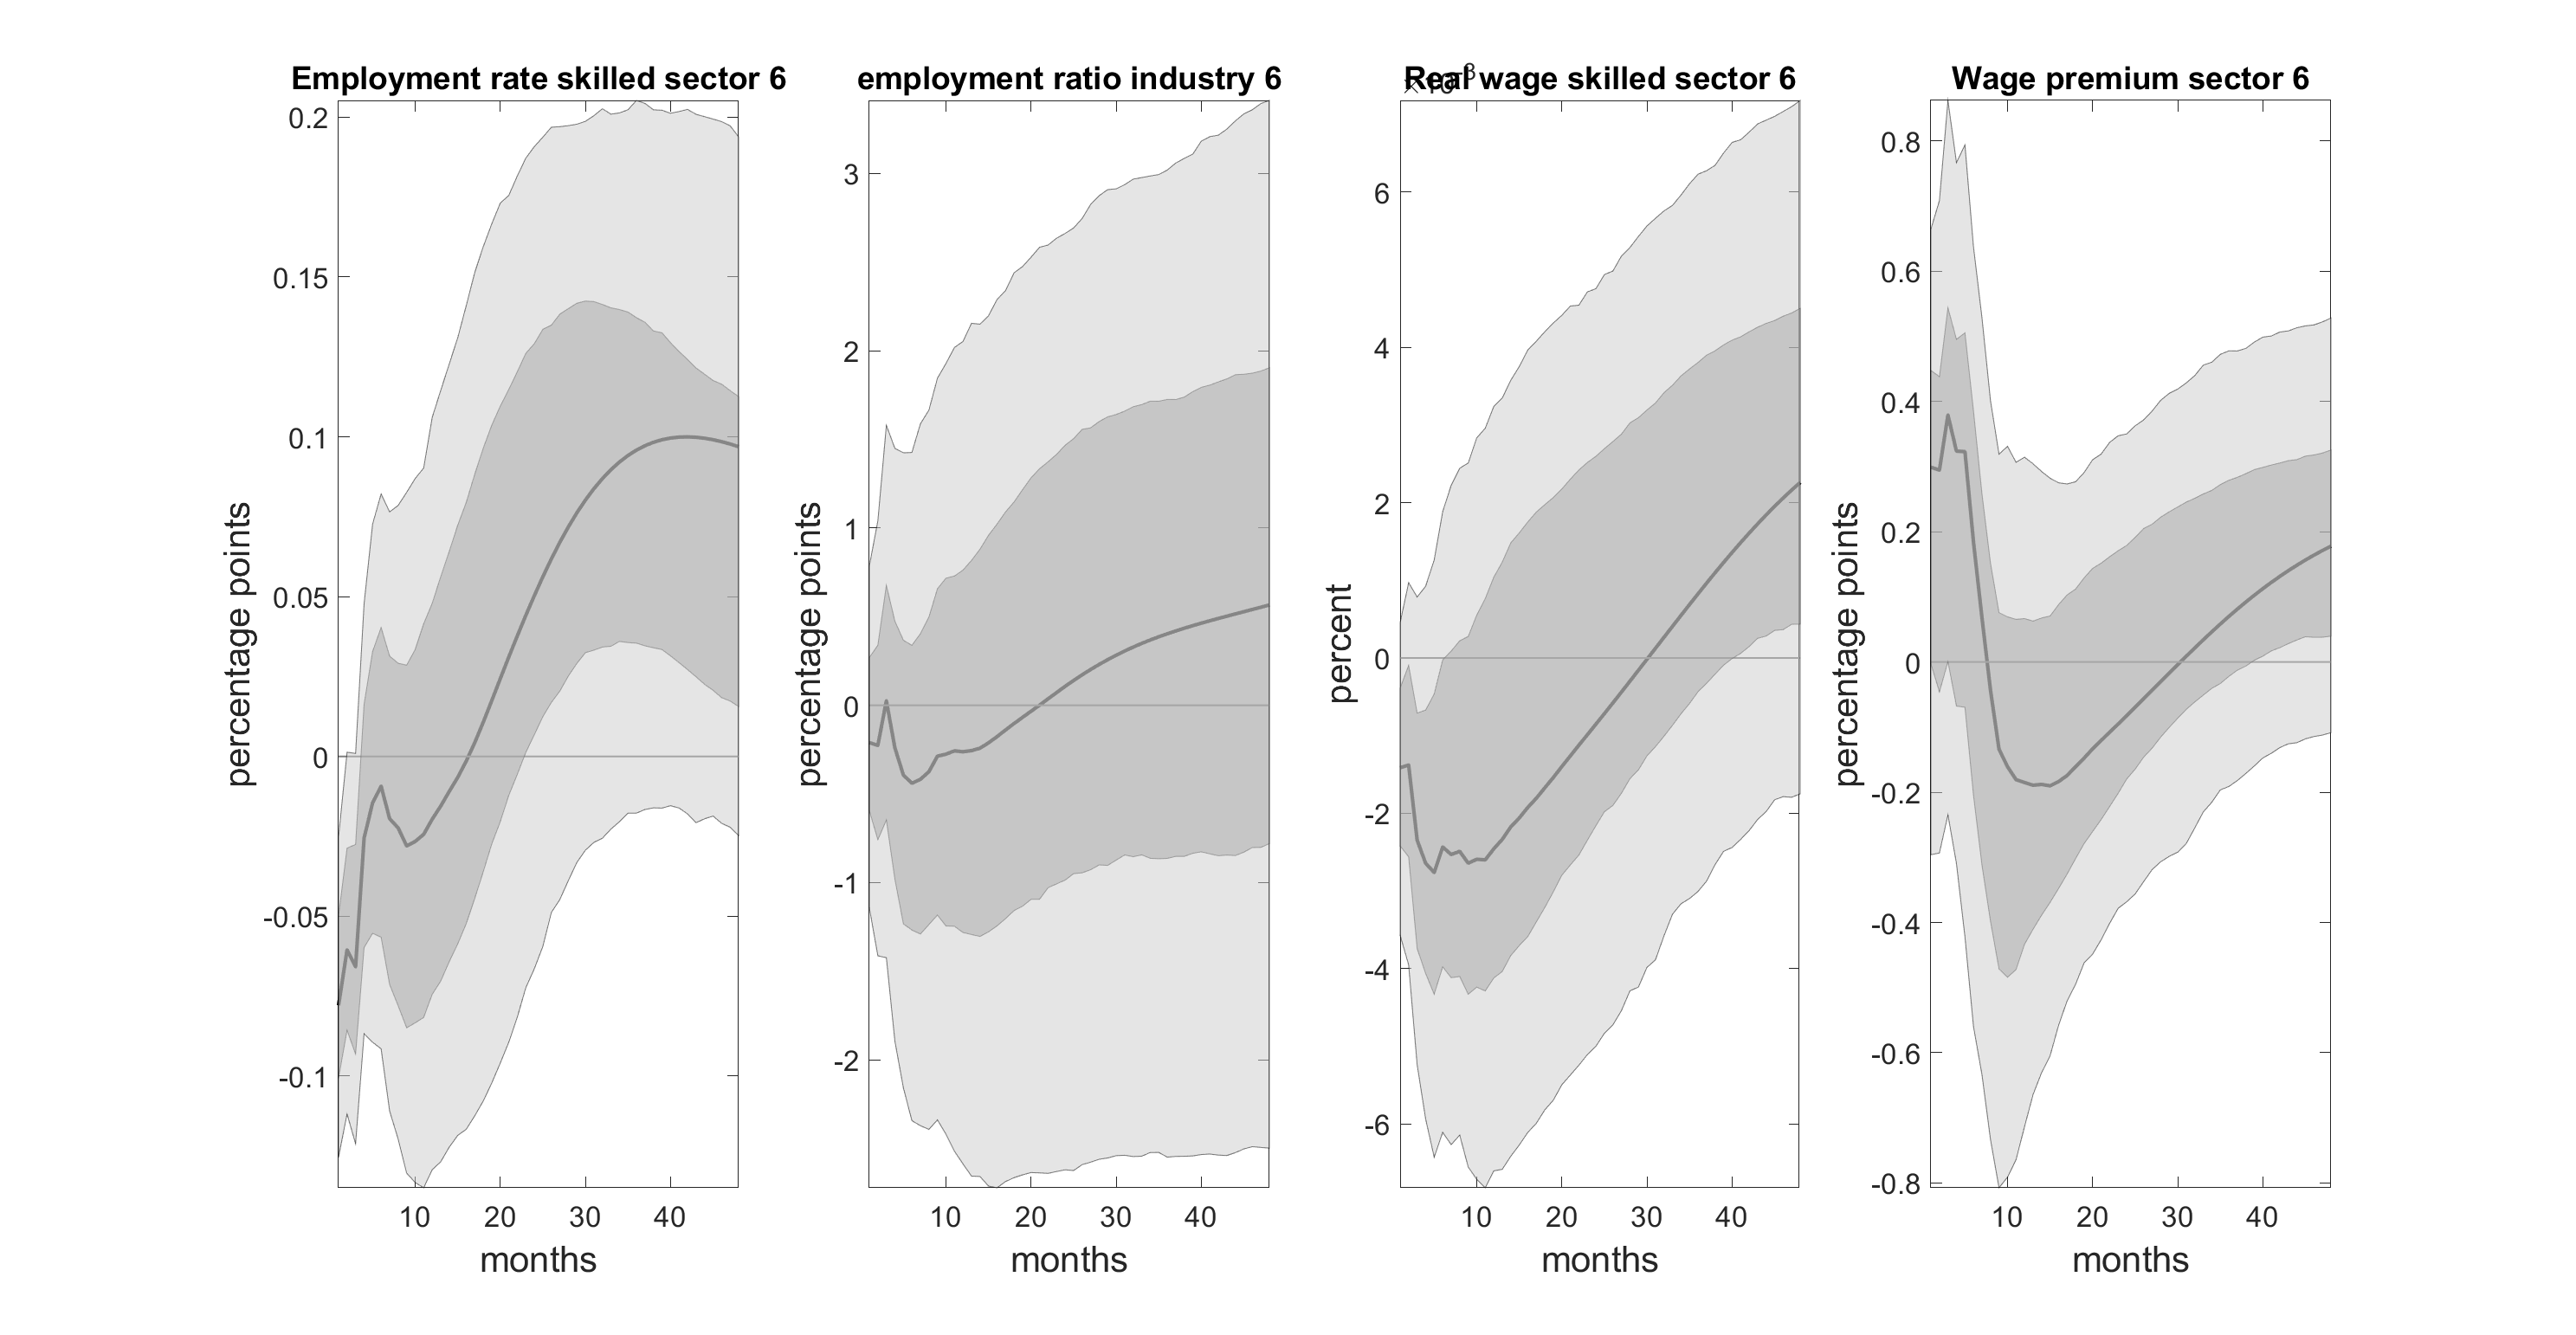 Employment rate skilled sector 6
percentage points
0.2
0.15
0.1
0.05
0
-0.05
-0.1
10 20 30 40
months
employment ratio industry 6
percentage points
3
2
1
0
-1
-2
10 20 30 40
months
Real wage skilled sector 6
percent
6
4
2
0
-2
-4
-6
10 20 30 40
months
Wage premium sector 6
percentage points
0.8
0.6
0.4
0.2
0
-0.2
-0.4
-0.6
-0.8
10 20 30 40
months